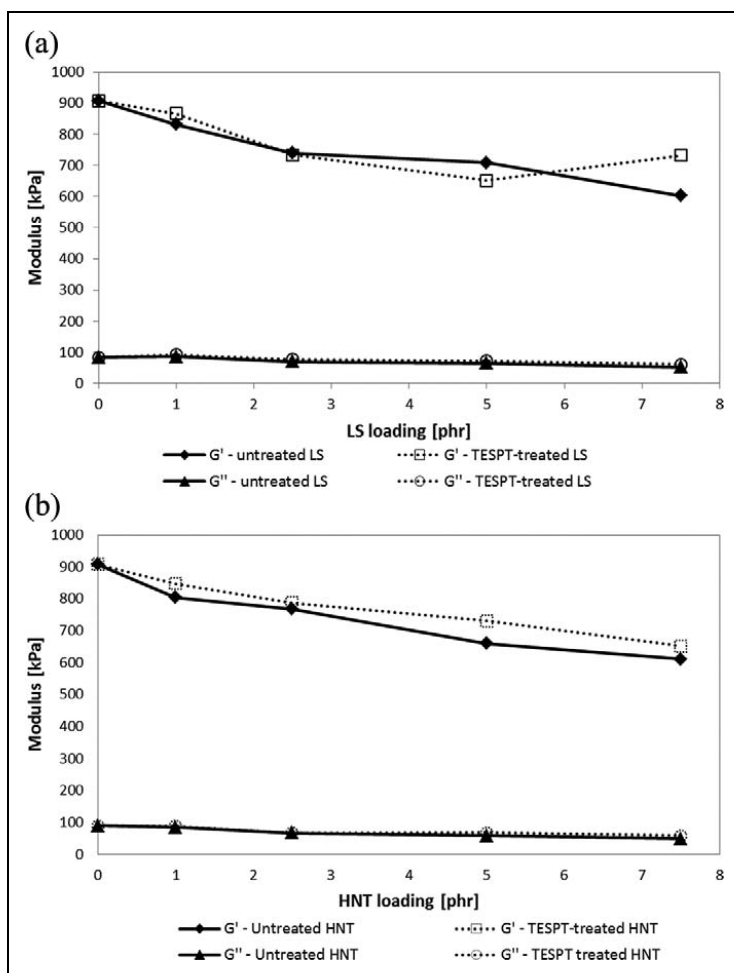 (a)
1000
900
800
700
600
500
400
300
200
100
0
Modulus [kPa]
0 1 2 3 4 5 6 7 8
LS loading [phr]
G' - untreated LS G' - TESPT-treated LS
G'' - untreated LS G'' - TESPT-treated LS
(b)
1000
900
800
700
600
500
400
300
200
100
0
Modulus [kPa]
0 1 2 3 4 5 6 7 8
HNT loading [phr]
G' - Untreated HNT G' - TESPT-treated HNT
G'' - Untreated HNT G'' - TESPT treated HNT